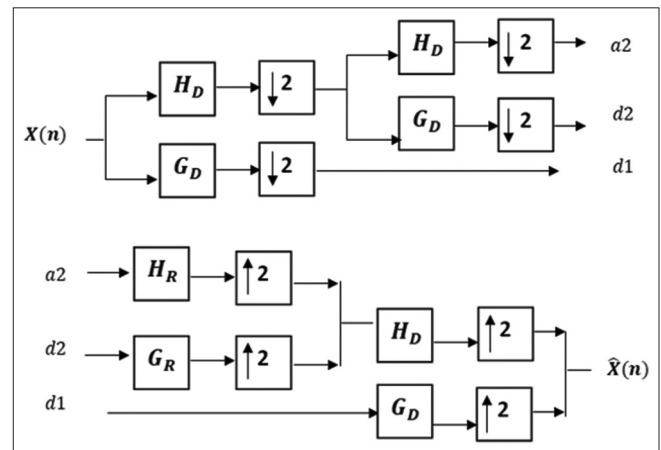 H_D ↓2 a2
H_D ↓2
X(n)
G_D ↓2 d2
G_D ↓2 d1
a2 H_R ↑2
H_D ↑2
d2 G_R ↑2
X̂(n)
d1 G_D ↑2